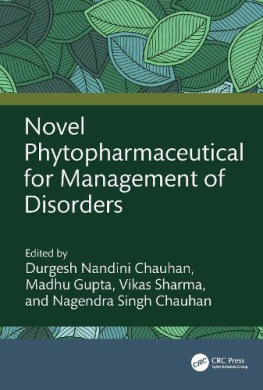 Novel
Phytopharmaceutical
for Management of
Disorders
Edited by
Durgesh Nandini Chauhan,
Madhu Gupta, Vikas Sharma,
and Nagendra Singh Chauhan
CRC
CRC Press
Taylor & Francis Group